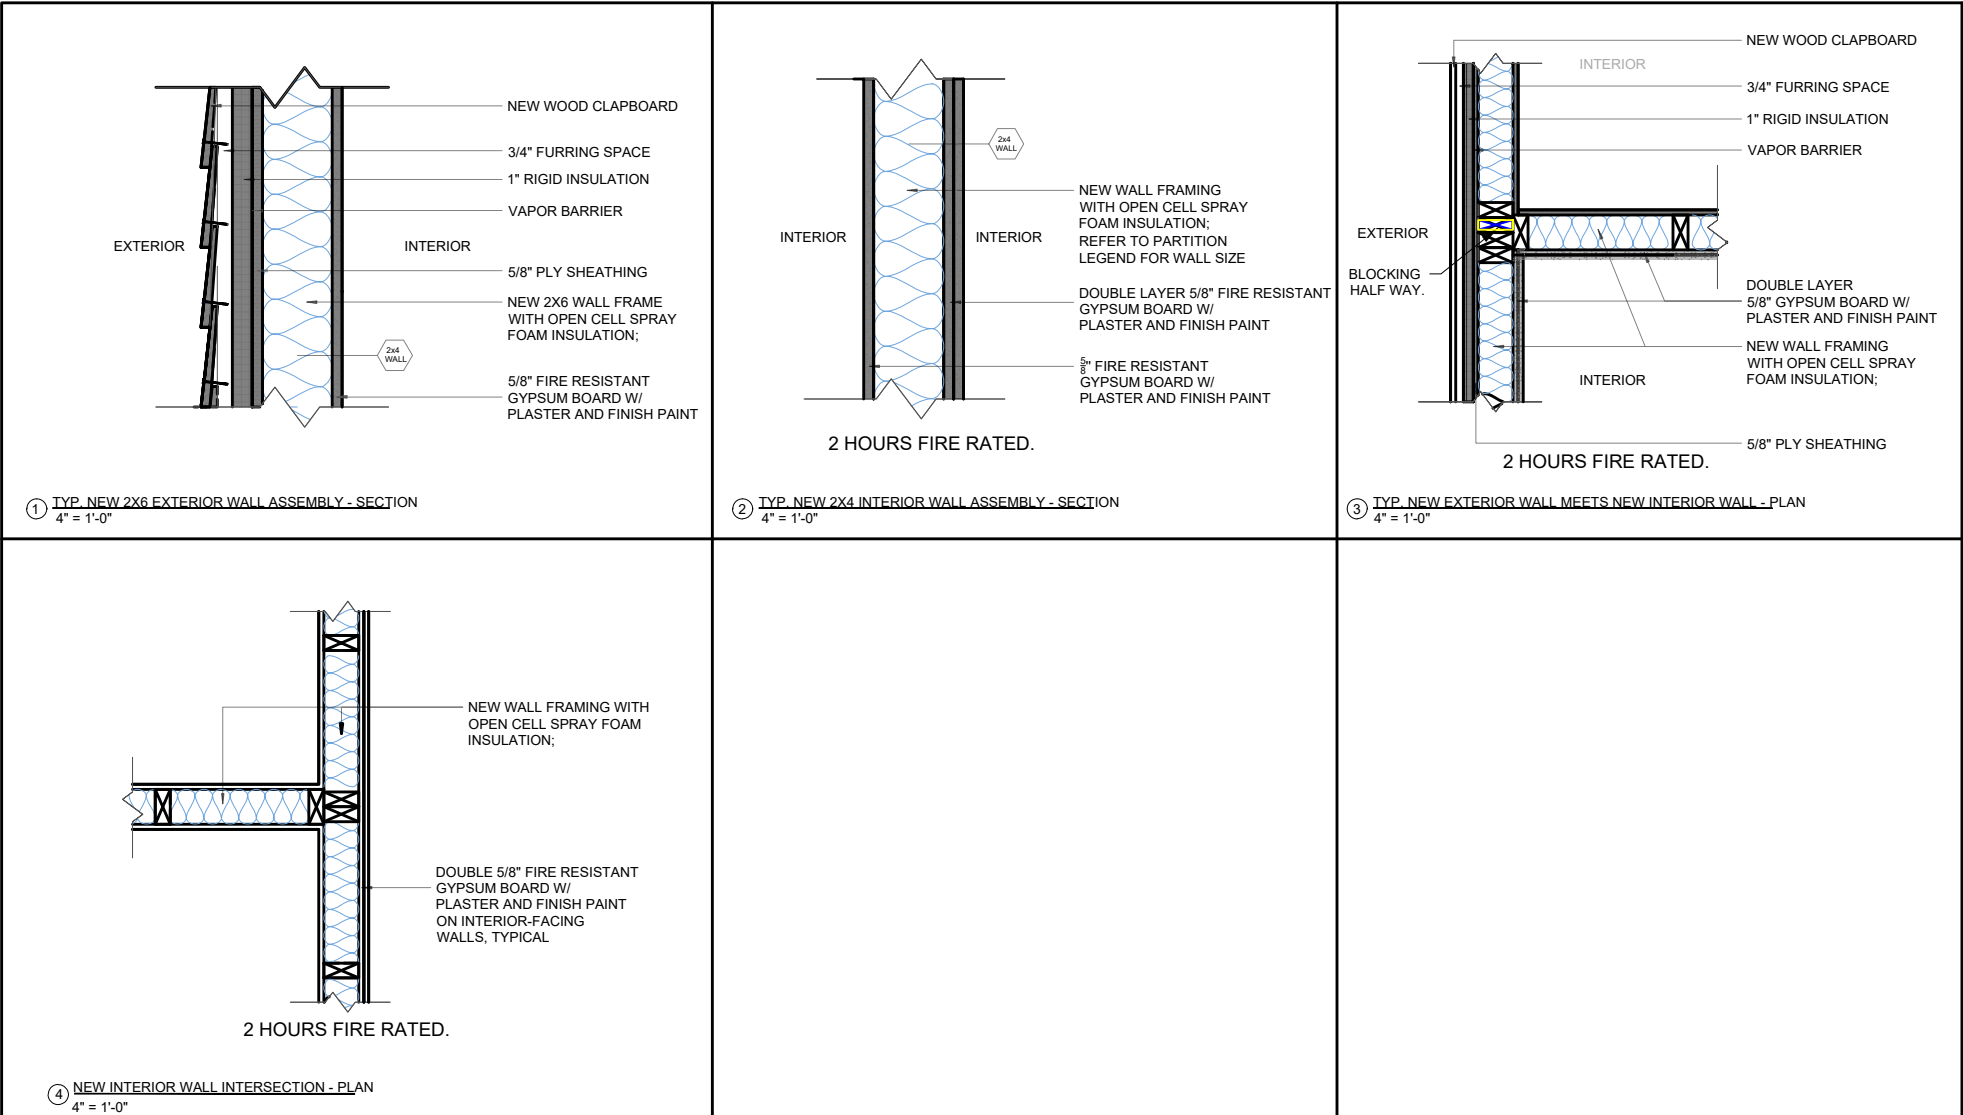 NEW WOOD CLAPBOARD
3/4" FURRING SPACE
1" RIGID INSULATION
VAPOR BARRIER
EXTERIOR
INTERIOR
5/8" PLY SHEATHING
NEW 2X6 WALL FRAME
WITH OPEN CELL SPRAY
FOAM INSULATION;
2x4
WALL
5/8" FIRE RESISTANT
GYPSUM BOARD W/
PLASTER AND FINISH PAINT
1
TYP. NEW 2X6 EXTERIOR WALL ASSEMBLY - SECTION
4" = 1'-0"
2x4
WALL
NEW WALL FRAMING
WITH OPEN CELL SPRAY
FOAM INSULATION;
REFER TO PARTITION
LEGEND FOR WALL SIZE
INTERIOR
INTERIOR
DOUBLE LAYER 5/8" FIRE RESISTANT
GYPSUM BOARD W/
PLASTER AND FINISH PAINT
5/8" FIRE RESISTANT
GYPSUM BOARD W/
PLASTER AND FINISH PAINT
2 HOURS FIRE RATED.
2
TYP. NEW 2X4 INTERIOR WALL ASSEMBLY - SECTION
4" = 1'-0"
NEW WOOD CLAPBOARD
INTERIOR
3/4" FURRING SPACE
1" RIGID INSULATION
VAPOR BARRIER
EXTERIOR
BLOCKING
HALF WAY.
DOUBLE LAYER
5/8" GYPSUM BOARD W/
PLASTER AND FINISH PAINT
NEW WALL FRAMING
WITH OPEN CELL SPRAY
FOAM INSULATION;
INTERIOR
5/8" PLY SHEATHING
2 HOURS FIRE RATED.
3
TYP. NEW EXTERIOR WALL MEETS NEW INTERIOR WALL - PLAN
4" = 1'-0"
NEW WALL FRAMING WITH
OPEN CELL SPRAY FOAM
INSULATION;
DOUBLE 5/8" FIRE RESISTANT
GYPSUM BOARD W/
PLASTER AND FINISH PAINT
ON INTERIOR-FACING
WALLS, TYPICAL
2 HOURS FIRE RATED.
4
NEW INTERIOR WALL INTERSECTION - PLAN
4" = 1'-0"